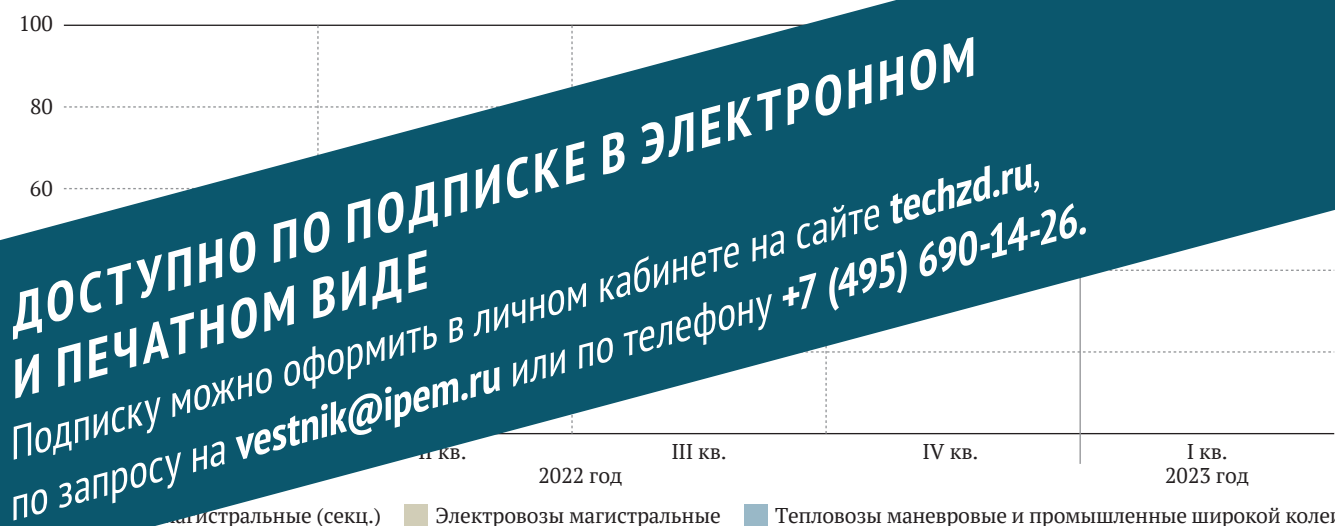 100
80
60
ДОСТУПНО ПО ПОДПИСКЕ В ЭЛЕКТРОННОМ
И ПЕЧАТНОМ ВИДЕ
Подписку можно оформить в личном кабинете на сайте techzd.ru,
по запросу на vestnik@ipem.ru или по телефону +7 (495) 690-14-26.
кв. III кв. IV кв. I кв.
2022 год 2023 год
(секц.) Электровозы магистральные Тепловозы маневровые и промышленные широкой